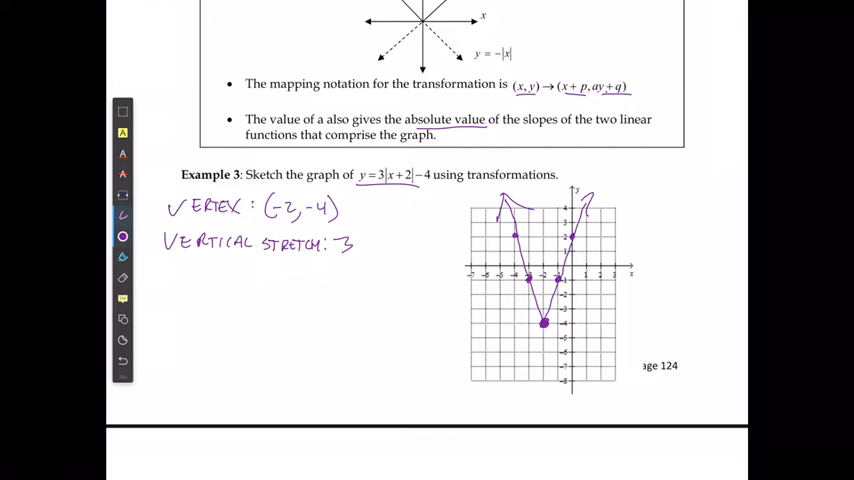 x
y = -|x|
• The mapping notation for the transformation is (x, y) → (x + p, ay + q)
• The value of a also gives the absolute value of the slopes of the two linear
functions that comprise the graph.
Example 3: Sketch the graph of y = 3|x + 2| - 4 using transformations.
VERTEX: (-2, -4)
VERTICAL STRETCH: 3
y
4
3
2
1
-7 -6 -5 -4 -3 -2 -1 1 2 3 x
-1
-2
-3
-4
-5
-6
-7
-8
age 124
A
A
A